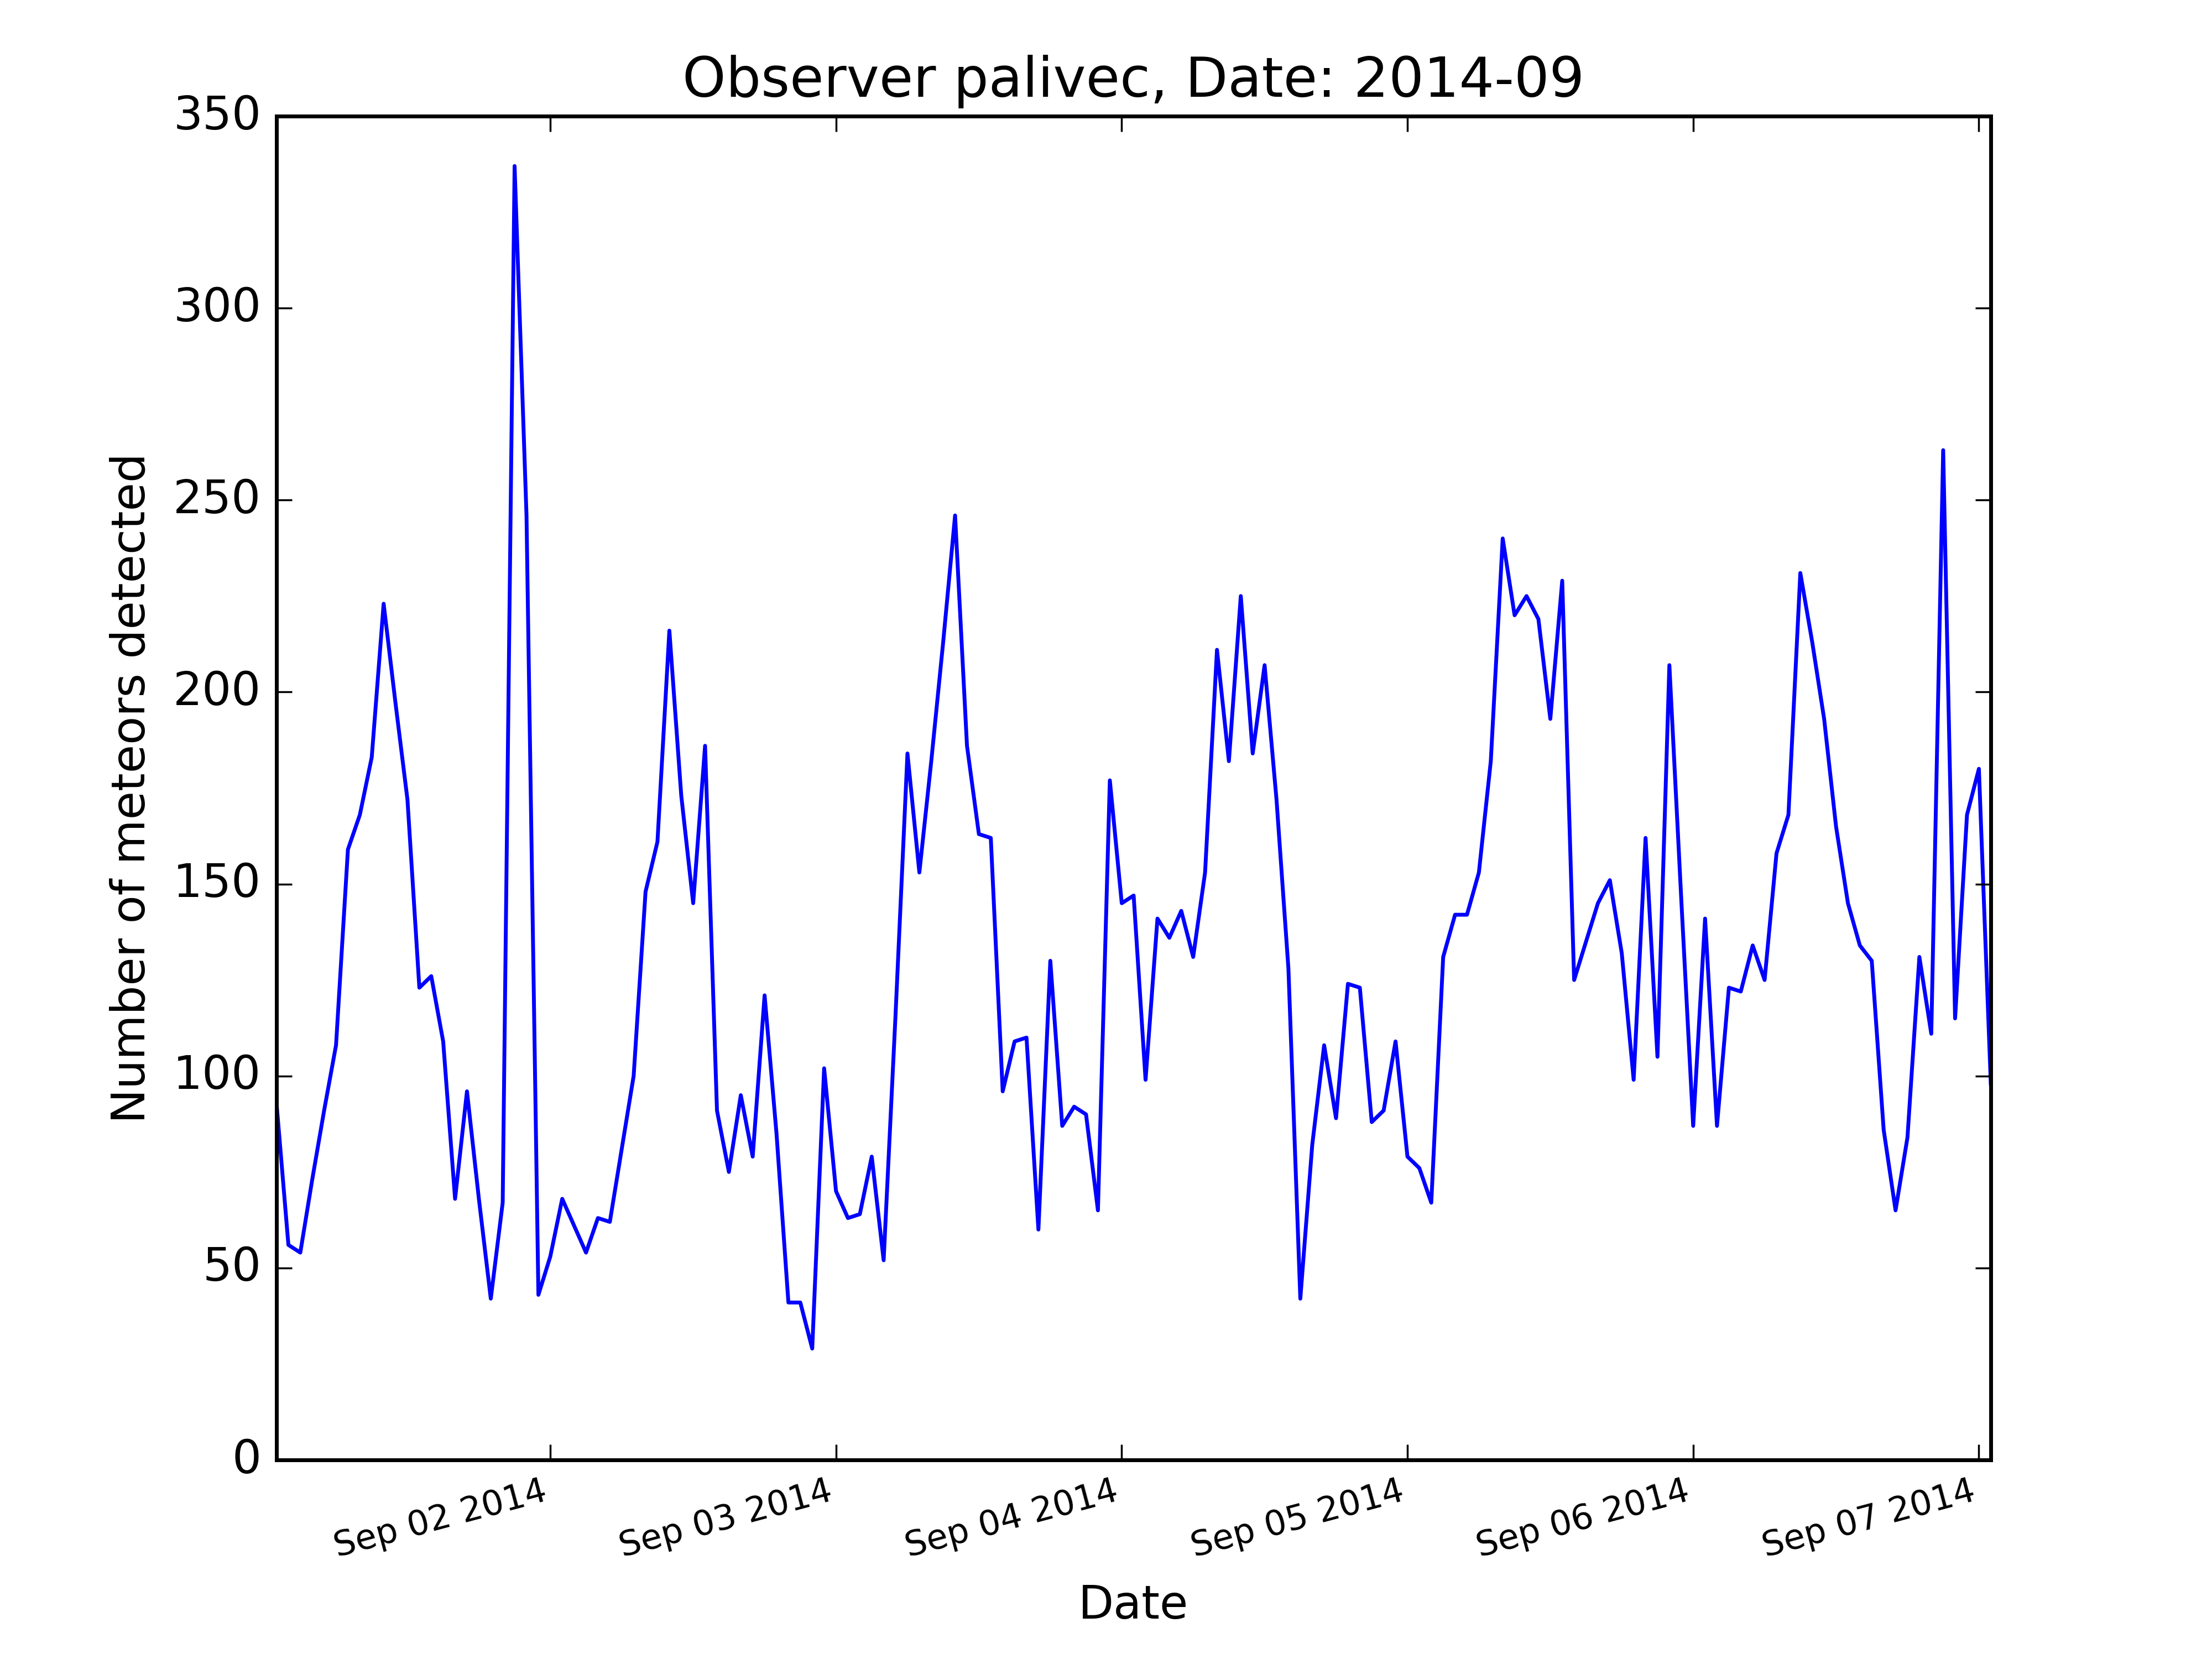 Observer palivec, Date: 2014-09
350
300
250
200
150
100
50
0
Number of meteors detected
Sep 02 2014
Sep 03 2014
Sep 04 2014
Sep 05 2014
Sep 06 2014
Sep 07 2014
Date